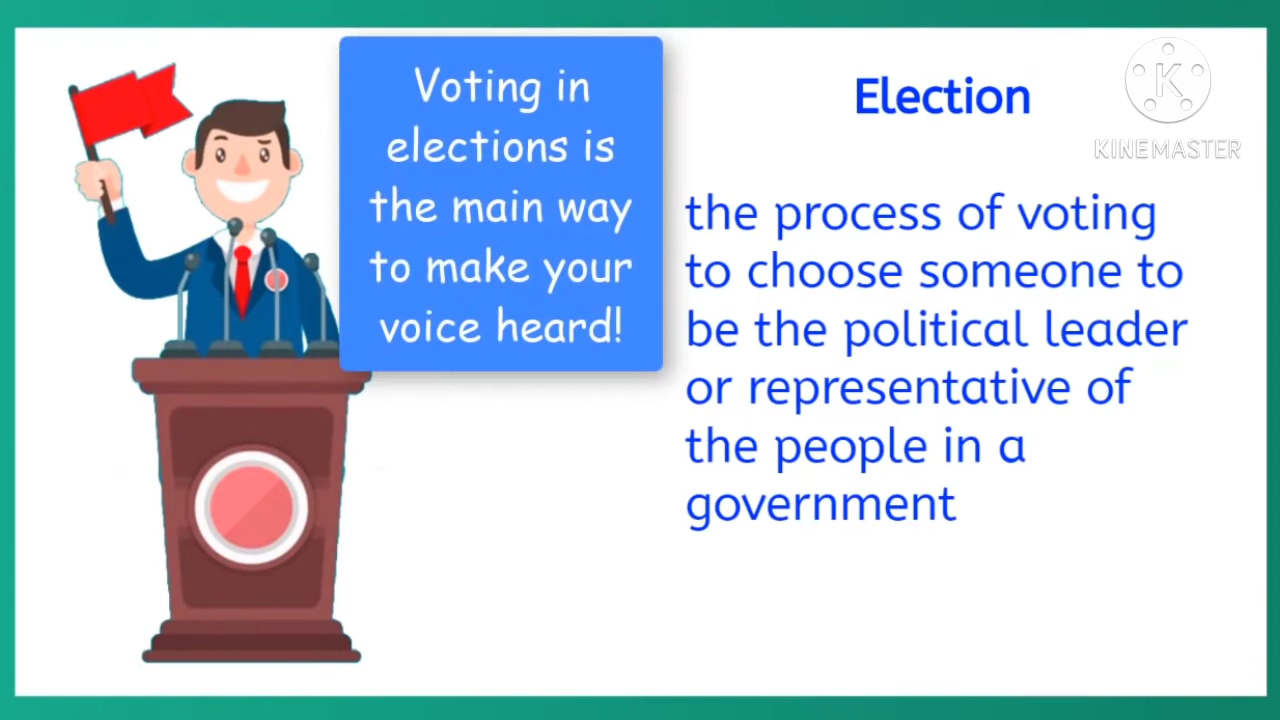 Voting in
elections is
the main way
to make your
voice heard!
Election
K
KINEMASTER
the process of voting
to choose someone to
be the political leader
or representative of
the people in a
government